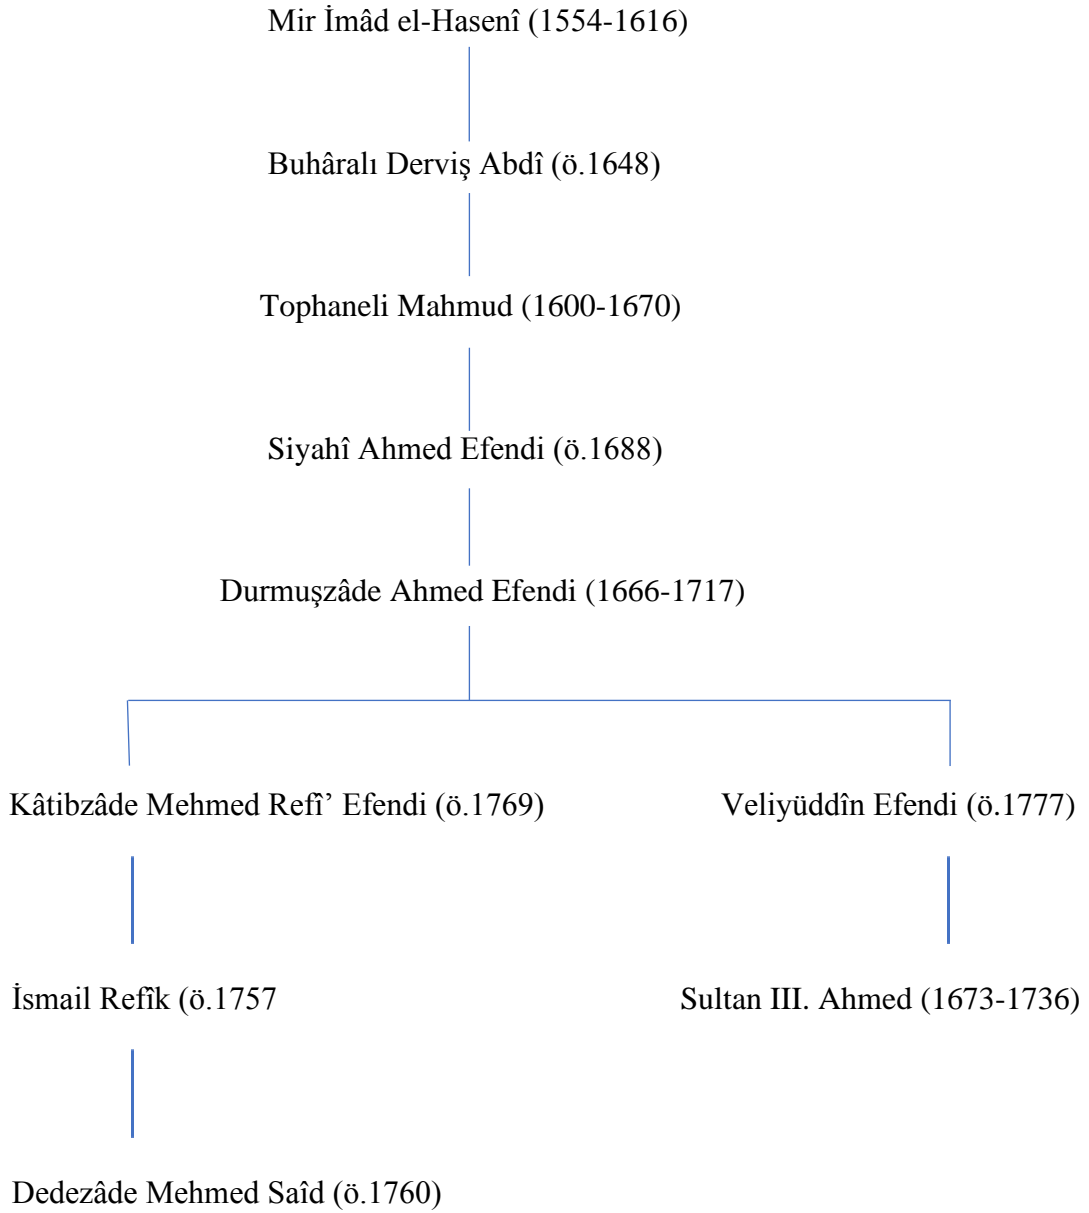 Mir İmâd el-Hasenî (1554-1616)
Buhâralı Derviş Abdî (ö.1648)
Tophaneli Mahmud (1600-1670)
Siyahî Ahmed Efendi (ö.1688)
Durmuşzâde Ahmed Efendi (1666-1717)
Kâtibzâde Mehmed Refî’ Efendi (ö.1769)
Veliyüddîn Efendi (ö.1777)
İsmail Refîk (ö.1757
Sultan III. Ahmed (1673-1736)
Dedezâde Mehmed Saîd (ö.1760)